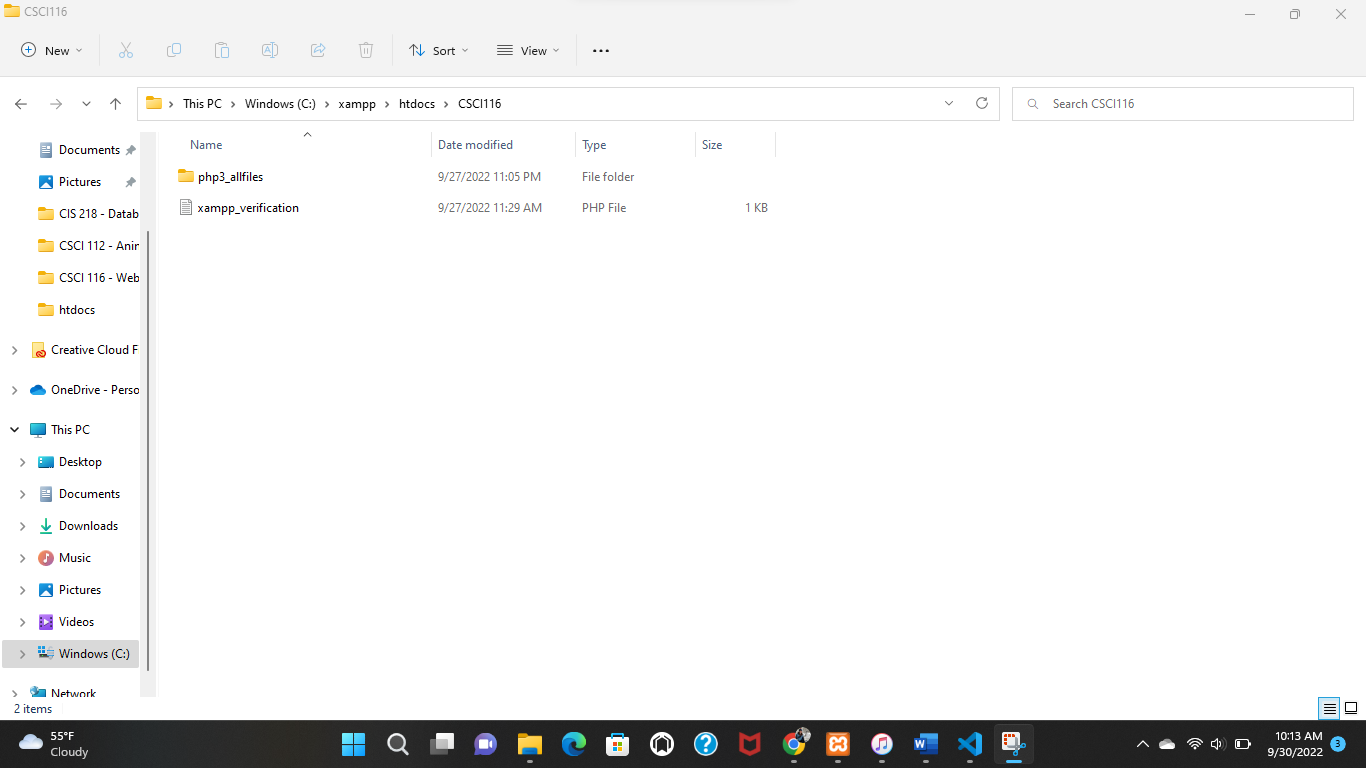 CSCI116
New
Sort
View
This PC
Windows (C:)
xampp
htdocs
CSCI116
Search CSCI116
Name
Date modified
Type
Size
php3_allfiles
9/27/2022 11:05 PM
File folder
xampp_verification
9/27/2022 11:29 AM
PHP File
1 KB
Documents
Pictures
CIS 218 - Datab
CSCI 112 - Anir
CSCI 116 - Web
htdocs
Creative Cloud F
OneDrive - Perso
This PC
Desktop
Documents
Downloads
Music
Pictures
Videos
Windows (C:)
Network
2 items
55°F
Cloudy
10:13 AM
9/30/2022
3